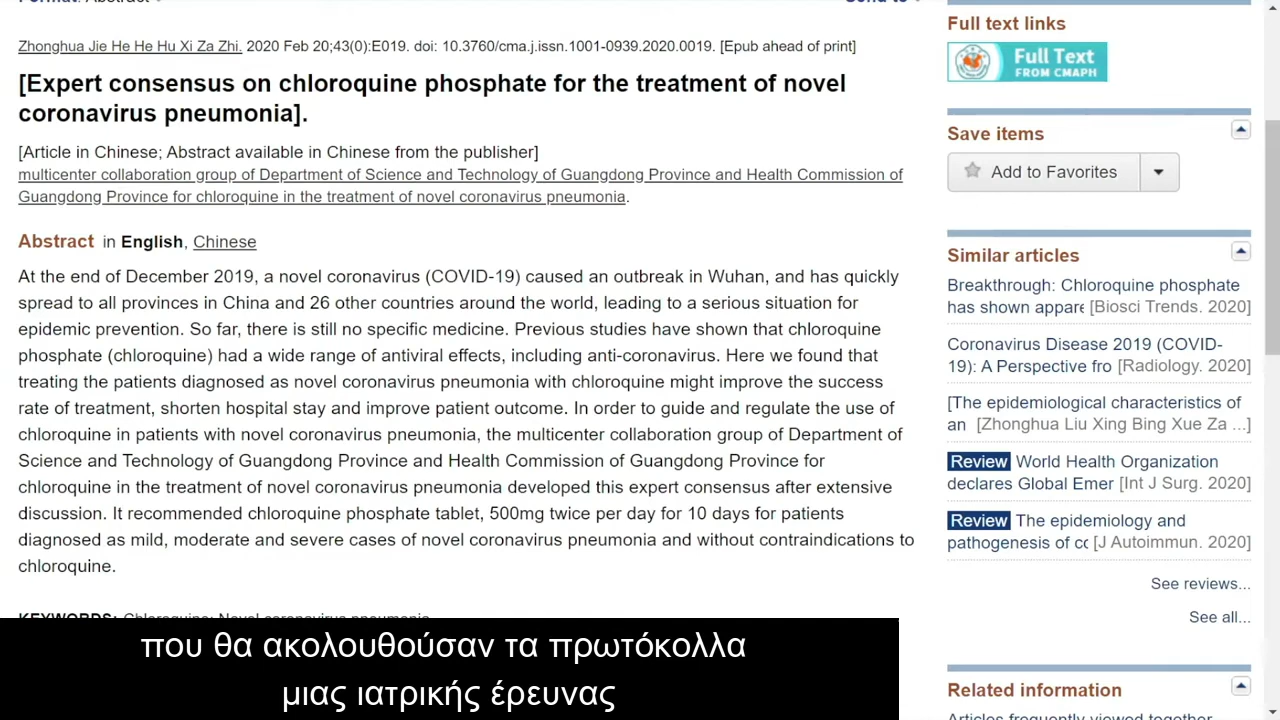 Zhonghua Jie He He Hu Xi Za Zhi. 2020 Feb 20;43(0):E019. doi: 10.3760/cma.j.issn.1001-0939.2020.0019. [Epub ahead of print]
[Expert consensus on chloroquine phosphate for the treatment of novel
coronavirus pneumonia].
[Article in Chinese; Abstract available in Chinese from the publisher]
multicenter collaboration group of Department of Science and Technology of Guangdong Province and Health Commission of
Guangdong Province for chloroquine in the treatment of novel coronavirus pneumonia.
Abstract in English, Chinese
At the end of December 2019, a novel coronavirus (COVID-19) caused an outbreak in Wuhan, and has quickly
spread to all provinces in China and 26 other countries around the world, leading to a serious situation for
epidemic prevention. So far, there is still no specific medicine. Previous studies have shown that chloroquine
phosphate (chloroquine) had a wide range of antiviral effects, including anti-coronavirus. Here we found that
treating the patients diagnosed as novel coronavirus pneumonia with chloroquine might improve the success
rate of treatment, shorten hospital stay and improve patient outcome. In order to guide and regulate the use of
chloroquine in patients with novel coronavirus pneumonia, the multicenter collaboration group of Department of
Science and Technology of Guangdong Province and Health Commission of Guangdong Province for
chloroquine in the treatment of novel coronavirus pneumonia developed this expert consensus after extensive
discussion. It recommended chloroquine phosphate tablet, 500mg twice per day for 10 days for patients
diagnosed as mild, moderate and severe cases of novel coronavirus pneumonia and without contraindications to
chloroquine.
που θα ακολουθούσαν τα πρωτόκολλα
μιας ιατρικής έρευνας
Full text links
Full Text
FROM CMAPH
Save items
Add to Favorites
Similar articles
Breakthrough: Chloroquine phosphate
has shown appare [Biosci Trends. 2020]
Coronavirus Disease 2019 (COVID-
19): A Perspective fro [Radiology. 2020]
[The epidemiological characteristics of
an [Zhonghua Liu Xing Bing Xue Za ...]
Review World Health Organization
declares Global Emer [Int J Surg. 2020]
Review The epidemiology and
pathogenesis of cc [J Autoimmun. 2020]
See reviews...
See all...
Related information